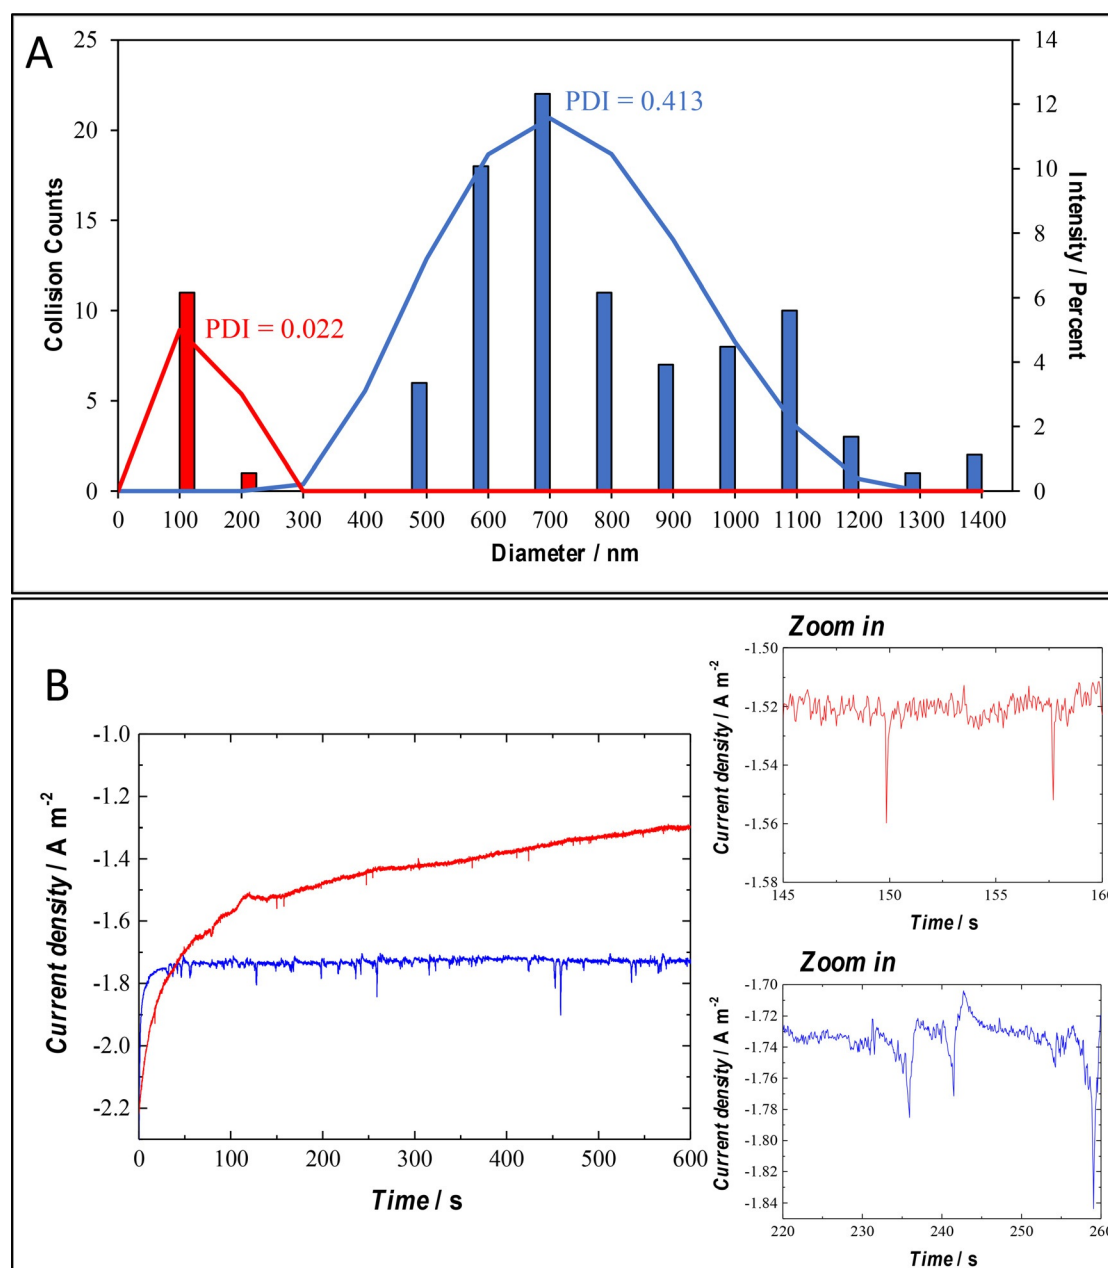 A
PDI = 0.413
PDI = 0.022
Collision Counts
25
20
15
10
5
0
Intensity / Percent
14
12
10
8
6
4
2
0
0 100 200 300 400 500 600 700 800 900 1000 1100 1200 1300 1400
Diameter / nm
B
Current density / A m⁻²
-1.0
-1.2
-1.4
-1.6
-1.8
-2.0
-2.2
0 100 200 300 400 500 600
Time / s
Zoom in
Current density / A m⁻²
-1.50
-1.52
-1.54
-1.56
-1.58
145 150 155 160
Time / s
Zoom in
Current density / A m⁻²
-1.70
-1.72
-1.74
-1.76
-1.78
-1.80
-1.82
-1.84
220 230 240 250 260
Time / s